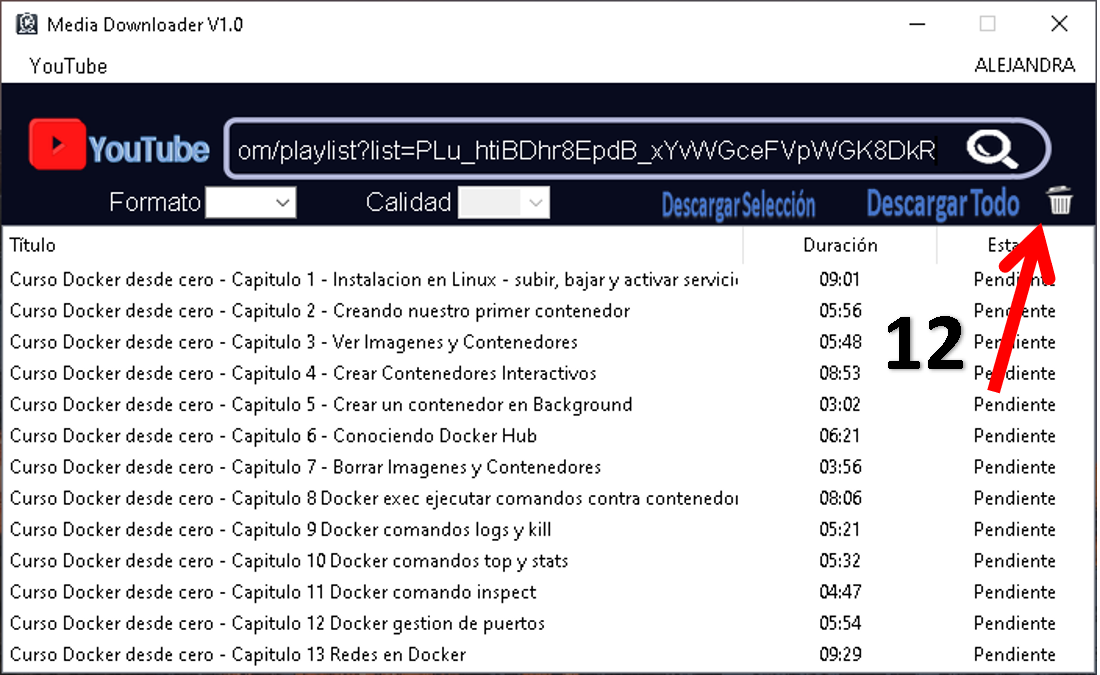 Media Downloader V1.0
YouTube ALEJANDRA
YouTube om/playlist?list=PLu_htiBDhr8EpdB_xYvWGceFVpWGK8DkR
Formato Calidad Descargar Selección Descargar Todo
Título Duración
Curso Docker desde cero - Capitulo 1 - Instalacion en Linux - subir, bajar y activar servici 09:01 Pendiente
Curso Docker desde cero - Capitulo 2 - Creando nuestro primer contenedor 05:56 Pendiente
Curso Docker desde cero - Capitulo 3 - Ver Imagenes y Contenedores 05:48 Pendiente
12
Curso Docker desde cero - Capitulo 4 - Crear Contenedores Interactivos 08:53 Pendiente
Curso Docker desde cero - Capitulo 5 - Crear un contenedor en Background 03:02 Pendiente
Curso Docker desde cero - Capitulo 6 - Conociendo Docker Hub 06:21 Pendiente
Curso Docker desde cero - Capitulo 7 - Borrar Imagenes y Contenedores 03:56 Pendiente
Curso Docker desde cero - Capitulo 8 Docker exec ejecutar comandos contra contenedor 08:06 Pendiente
Curso Docker desde cero - Capitulo 9 Docker comandos logs y kill 05:21 Pendiente
Curso Docker desde cero - Capitulo 10 Docker comandos top y stats 05:32 Pendiente
Curso Docker desde cero - Capitulo 11 Docker comando inspect 04:47 Pendiente
Curso Docker desde cero - Capitulo 12 Docker gestion de puertos 05:54 Pendiente
Curso Docker desde cero - Capitulo 13 Redes en Docker 09:29 Pendiente